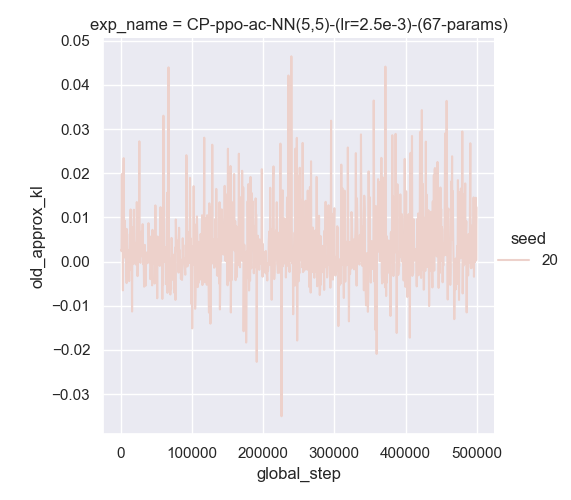 exp_name = CP-ppo-ac-NN(5,5)-(lr=2.5e-3)-(67-params)
0.05
0.04
0.03
0.02
0.01
0.00
−0.01
−0.02
−0.03
old_approx_kl
seed
20
0 100000 200000 300000 400000 500000
global_step